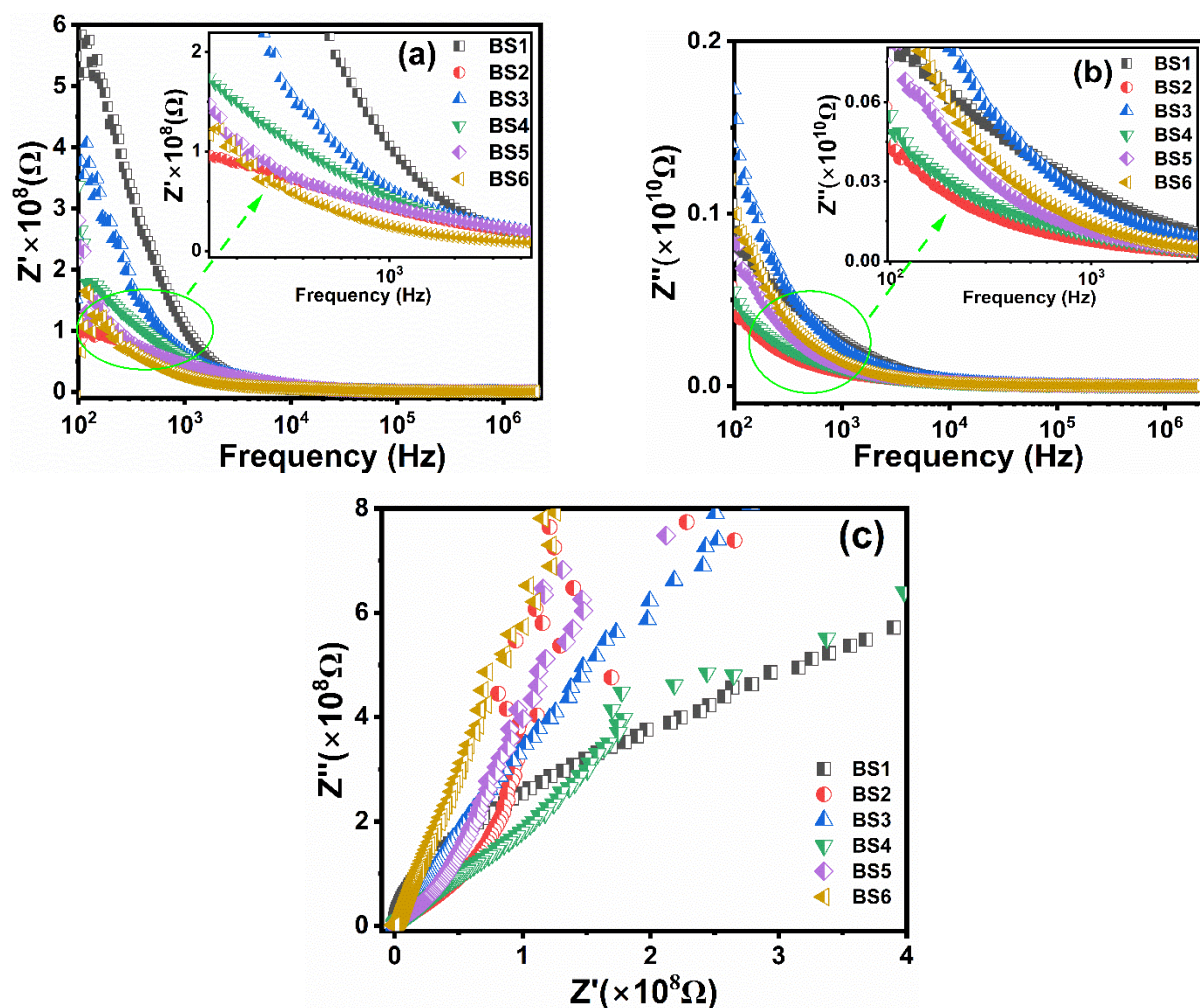 (a)
Z'×10⁸(Ω)
6
5
4
3
2
1
0
10² 10³ 10⁴ 10⁵ 10⁶
Frequency (Hz)
Z'×10⁸(Ω)
2
1
0
10³
Frequency (Hz)
BS1
BS2
BS3
BS4
BS5
BS6
(b)
Z''(×10¹⁰Ω)
0.2
0.1
0.0
10² 10³ 10⁴ 10⁵ 10⁶
Frequency (Hz)
Z''(×10¹⁰Ω)
0.06
0.03
0.00
10² 10³
Frequency (Hz)
BS1
BS2
BS3
BS4
BS5
BS6
(c)
Z''(×10⁸Ω)
8
6
4
2
0
0 1 2 3 4
Z'(×10⁸Ω)
BS1
BS2
BS3
BS4
BS5
BS6